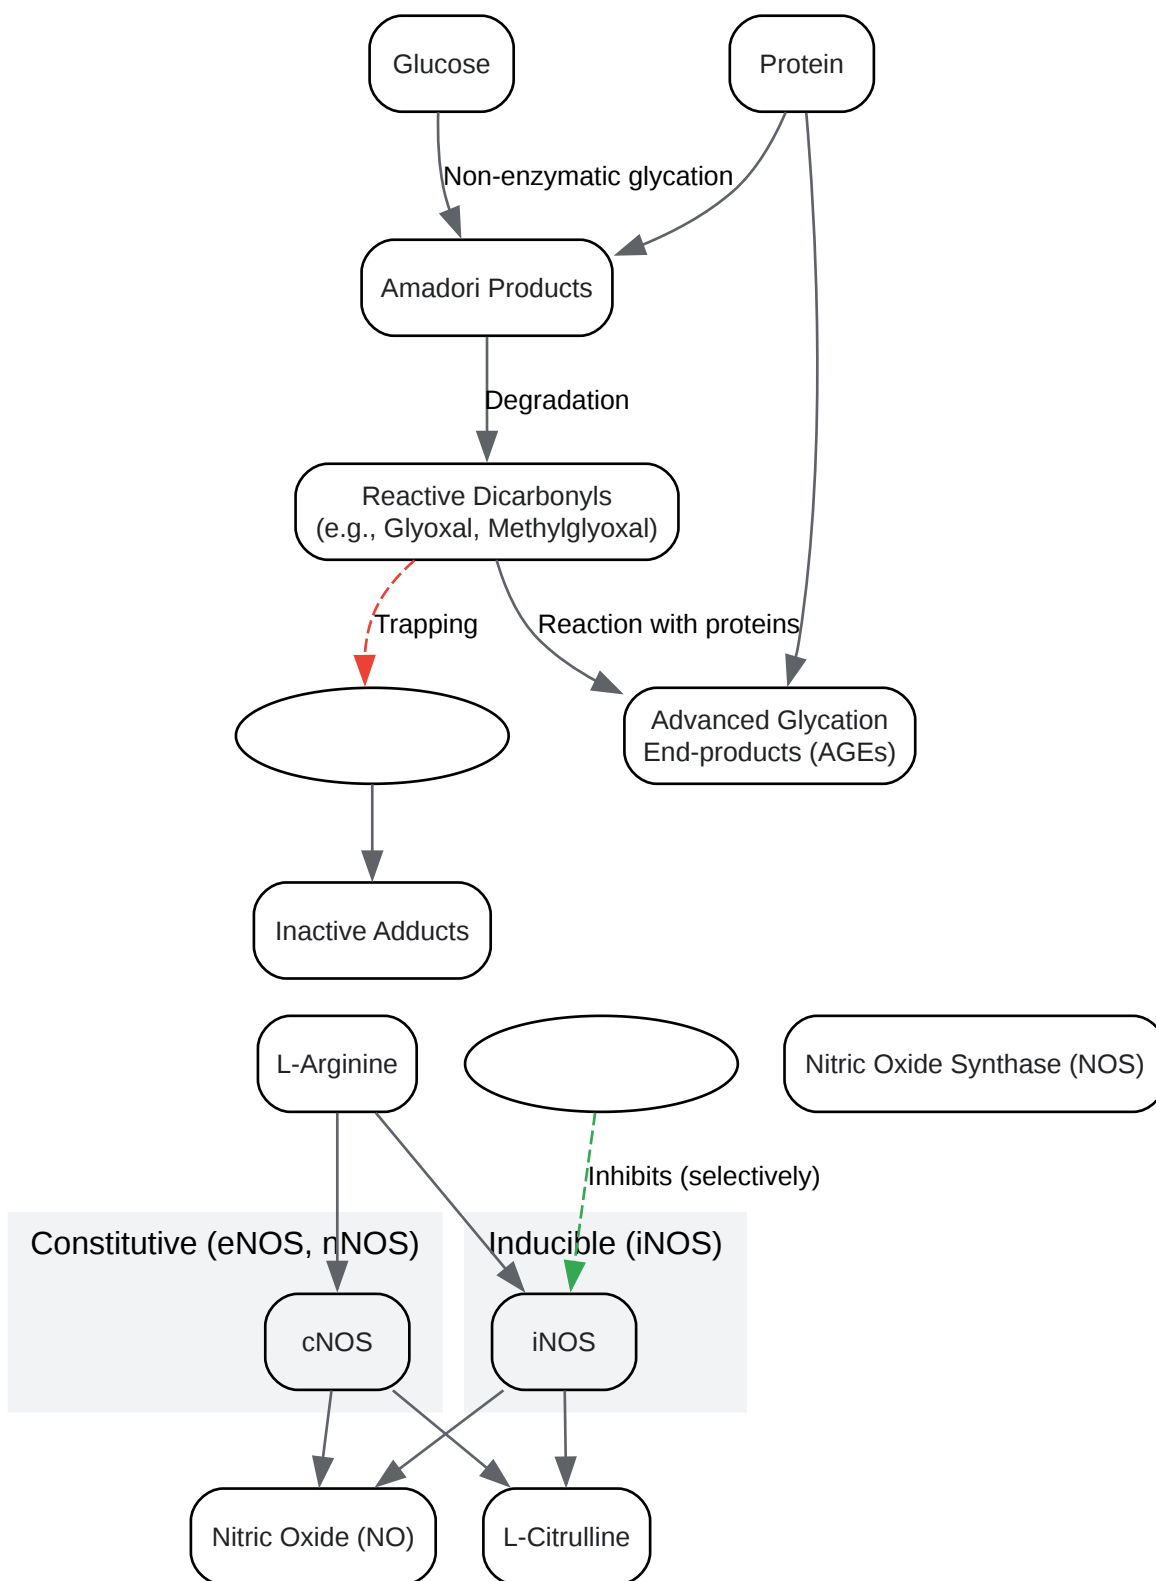 Glucose
Protein
Non-enzymatic glycation
Amadori Products
Degradation
Reactive Dicarbonyls
(e.g., Glyoxal, Methylglyoxal)
Trapping
Reaction with proteins
Advanced Glycation
End-products (AGEs)
Inactive Adducts
L-Arginine
Nitric Oxide Synthase (NOS)
Inhibits (selectively)
Constitutive (eNOS, nNOS)
Inducible (iNOS)
cNOS
iNOS
Nitric Oxide (NO)
L-Citrulline